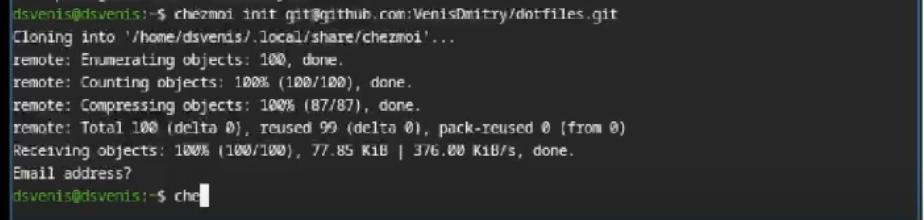 dsvenis@dsvenis:~$ chezmoi init git@github.com:VenisDmitry/dotfiles.git
Cloning into '/home/dsvenis/.local/share/chezmoi'...
remote: Enumerating objects: 100, done.
remote: Counting objects: 100% (100/100), done.
remote: Compressing objects: 100% (87/87), done.
remote: Total 100 (delta 0), reused 99 (delta 0), pack-reused 0 (from 0)
Receiving objects: 100% (100/100), 77.85 KiB | 376.00 KiB/s, done.
Email address?
dsvenis@dsvenis:~$ che